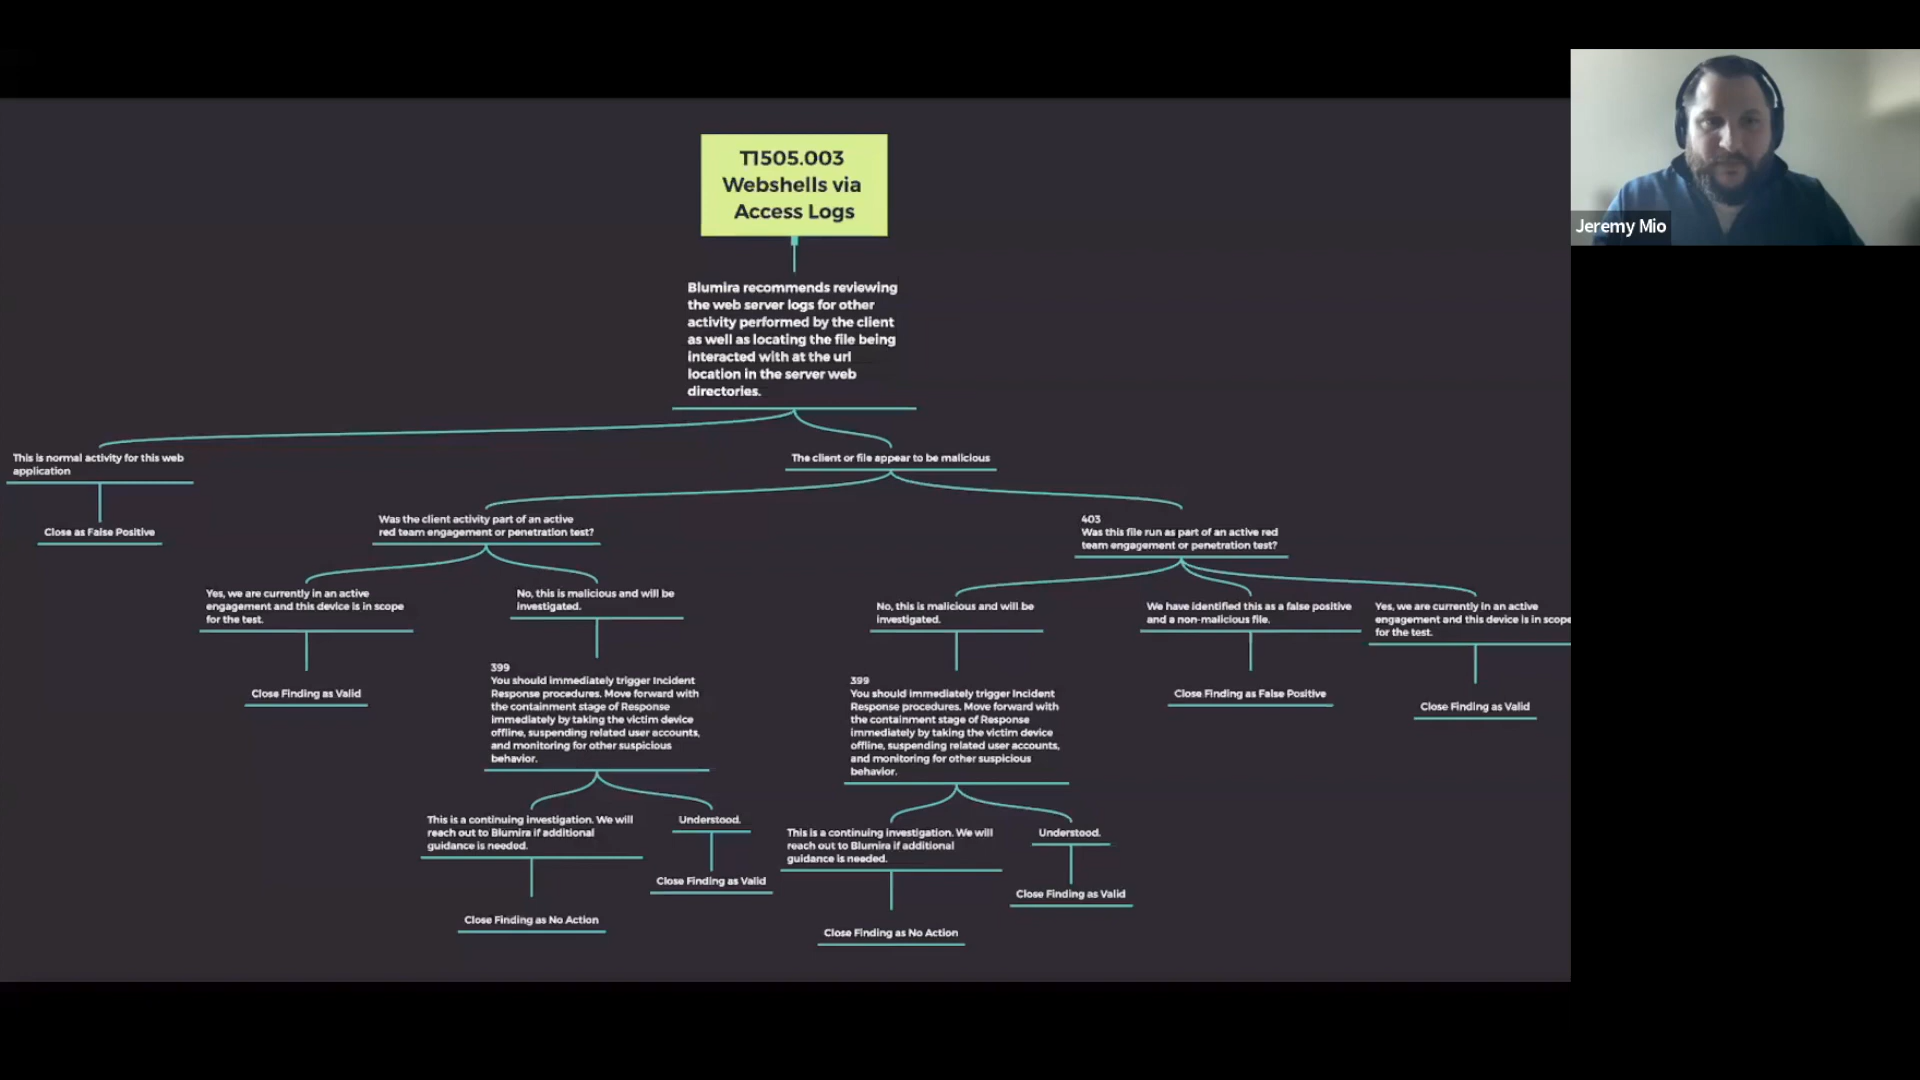 T1505.003
Webshells via
Access Logs
Jeremy Mio
Blumira recommends reviewing
the web server logs for other
activity performed by the client
as well as locating the file being
interacted with at the url
location in the server web
directories.
This is normal activity for this web
application
The client or file appear to be malicious
Close as False Positive
Was the client activity part of an active
red team engagement or penetration test?
403
Was this file run as part of an active red
team engagement or penetration test?
Yes, we are currently in an active
engagement and this device is in scope
for the test.
No, this is malicious and will be
investigated.
No, this is malicious and will be
investigated.
We have identified this as a false positive
and a non-malicious file.
Yes, we are currently in an active
engagement and this device is in scope
for the test.
Close Finding as Valid
399
You should immediately trigger Incident
Response procedures. Move forward with
the containment stage of Response
immediately by taking the victim device
offline, suspending related user accounts,
and monitoring for other suspicious
behavior.
399
You should immediately trigger Incident
Response procedures. Move forward with
the containment stage of Response
immediately by taking the victim device
offline, suspending related user accounts,
and monitoring for other suspicious
behavior.
Close Finding as False Positive
Close Finding as Valid
This is a continuing investigation. We will
reach out to Blumira if additional
guidance is needed.
Understood.
This is a continuing investigation. We will
reach out to Blumira if additional
guidance is needed.
Understood.
Close Finding as No Action
Close Finding as Valid
Close Finding as No Action
Close Finding as Valid